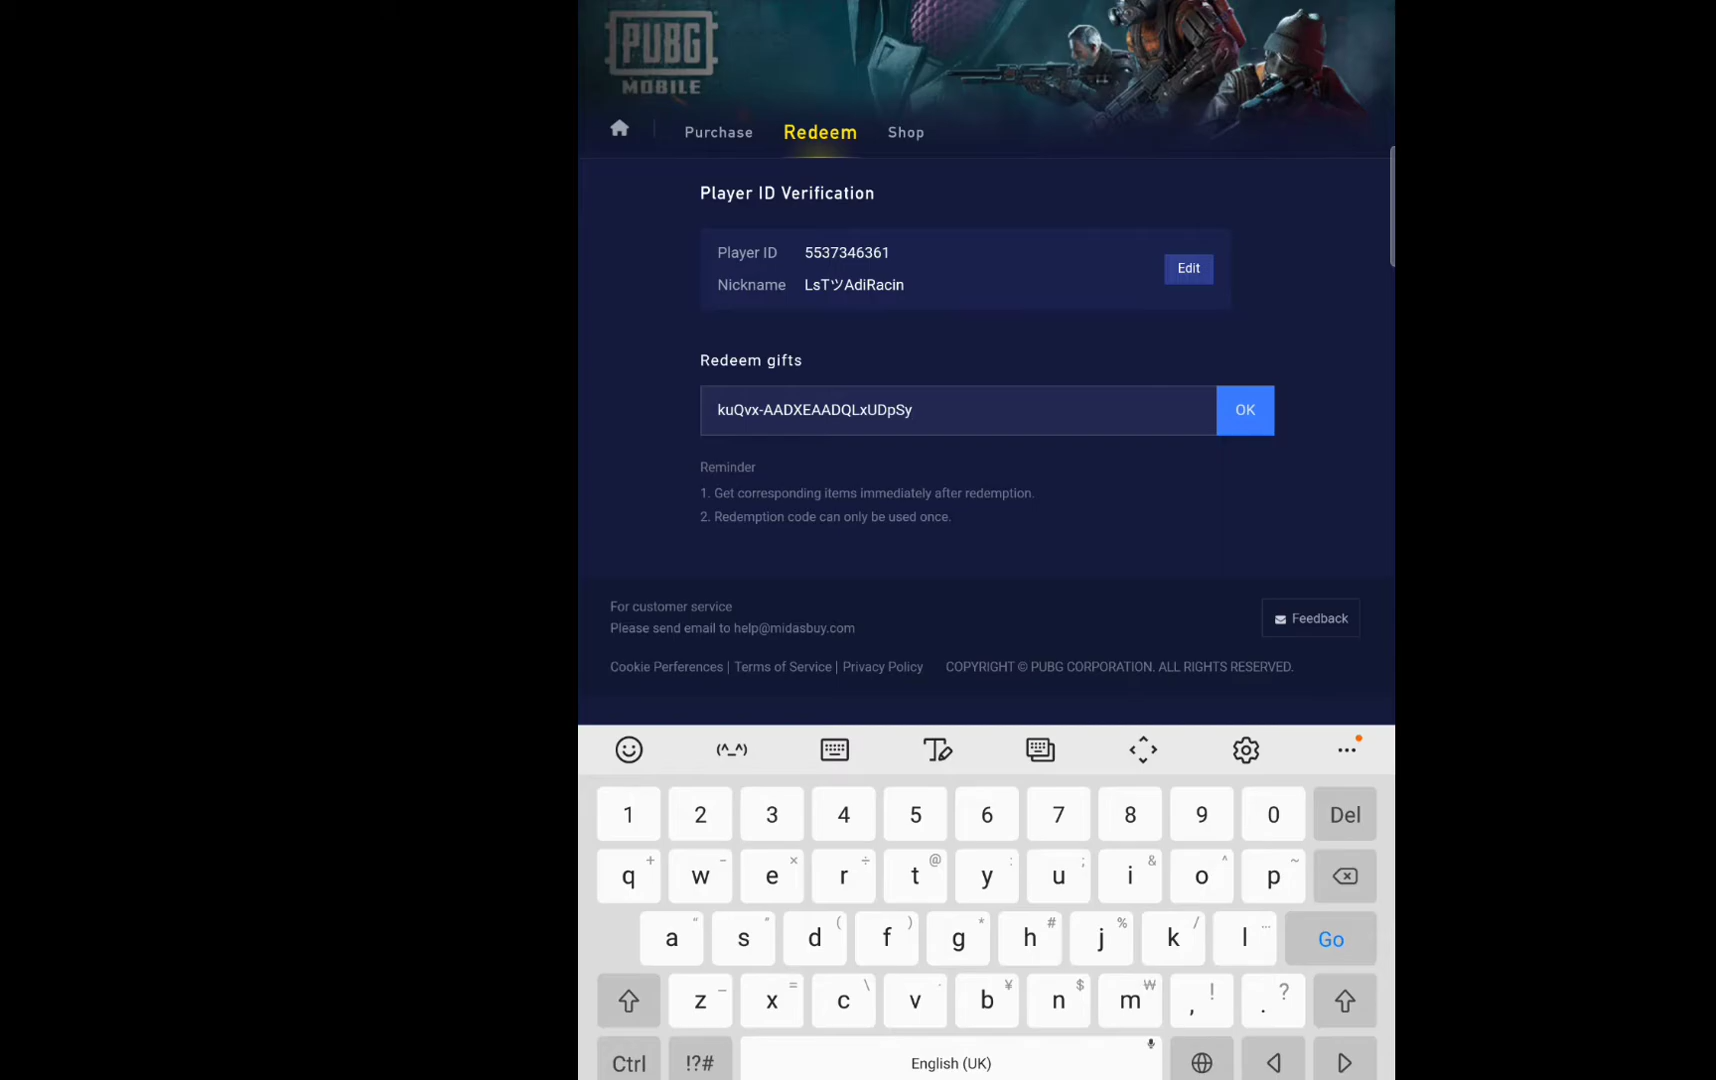 PUBG
MOBILE
Purchase Redeem Shop
Player ID Verification
Player ID 5537346361
Nickname LsTツAdiRacin
Edit
Redeem gifts
kuQvx-AADXEAADQLxUDpSy OK
Reminder
1. Get corresponding items immediately after redemption.
2. Redemption code can only be used once.
For customer service
Please send email to help@midasbuy.com
Feedback
Cookie Perferences | Terms of Service | Privacy Policy COPYRIGHT © PUBG CORPORATION. ALL RIGHTS RESERVED.
(^_^)
1 2 3 4 5 6 7 8 9 0 Del
q + w - e × r ÷ t @ y : u ; i & o ^ p ~
a “ s ” d ( f ) g * h # j % k / l … Go
z _ x = c \ v · b ¥ n $ m ₩ , ! . ?
Ctrl !?# English (UK)